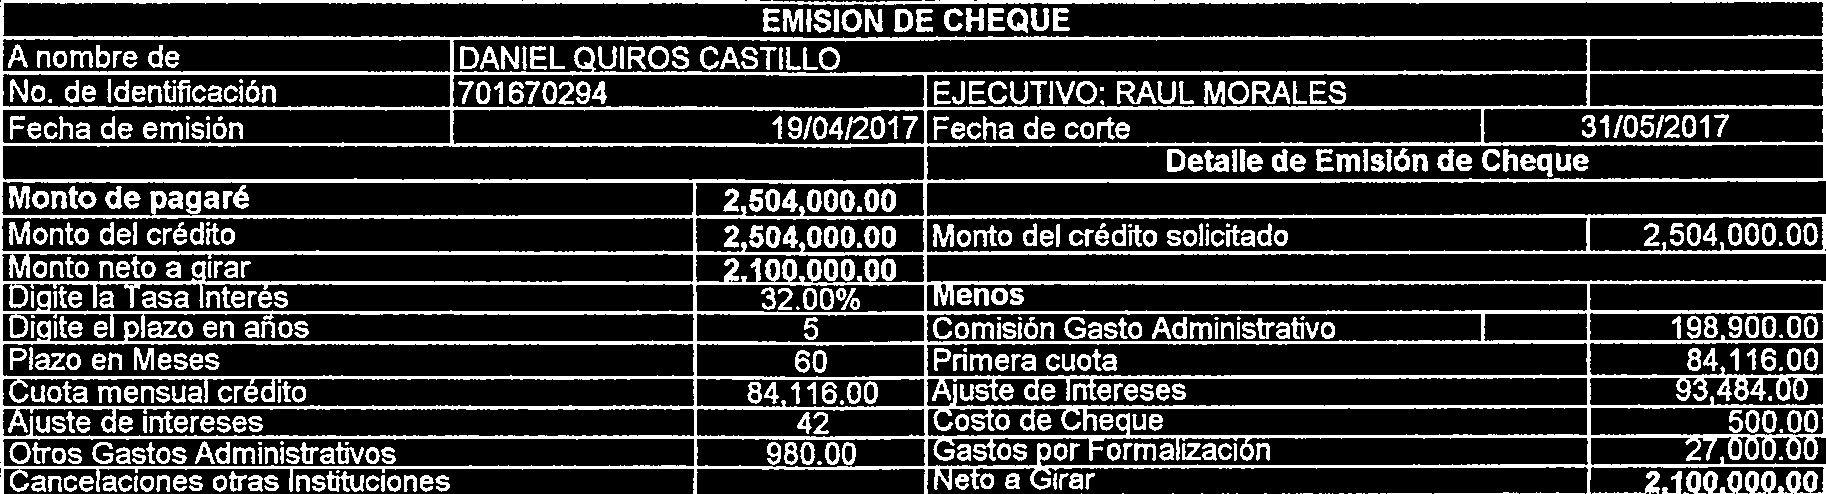 EMISION DE CHEQUE
A nombre de DANIEL QUIROS CASTILLO
No. de Identificación 701670294 EJECUTIVO: RAUL MORALES
Fecha de emisión 19/04/2017 Fecha de corte 31/05/2017
Detalle de Emisión de Cheque
Monto de pagaré 2,504,000.00
Monto del crédito 2,504,000.00 Monto del crédito solicitado 2,504,000.00
Monto neto a girar 2,100,000.00
Digite la Tasa Interés 32.00% Menos
Digite el plazo en años 5 Comisión Gasto Administrativo 198,900.00
Plazo en Meses 60 Primera cuota 84,116.00
Cuota mensual crédito 84,116.00 Ajuste de Intereses 93,484.00
Ajuste de intereses 42 Costo de Cheque 500.00
Otros Gastos Administrativos 980.00 Gastos por Formalización 27,000.00
Cancelaciones otras Instituciones Neto a Girar 2,100,000.00